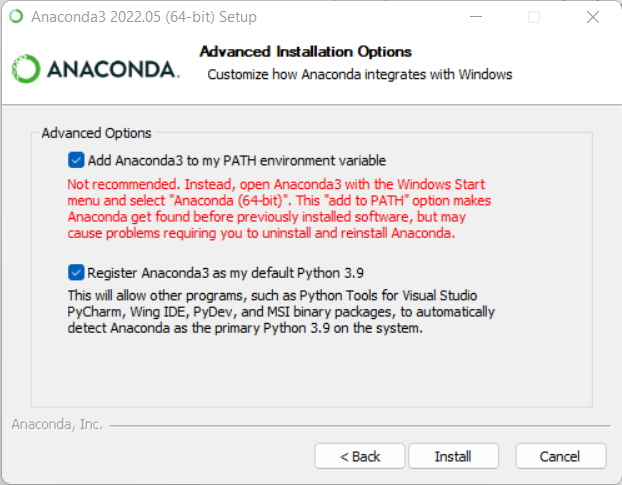 Anaconda3 2022.05 (64-bit) Setup
ANACONDA.
Advanced Installation Options
Customize how Anaconda integrates with Windows
Advanced Options
Add Anaconda3 to my PATH environment variable
Not recommended. Instead, open Anaconda3 with the Windows Start
menu and select "Anaconda (64-bit)". This "add to PATH" option makes
Anaconda get found before previously installed software, but may
cause problems requiring you to uninstall and reinstall Anaconda.
Register Anaconda3 as my default Python 3.9
This will allow other programs, such as Python Tools for Visual Studio
PyCharm, Wing IDE, PyDev, and MSI binary packages, to automatically
detect Anaconda as the primary Python 3.9 on the system.
Anaconda, Inc.
< Back
Install
Cancel